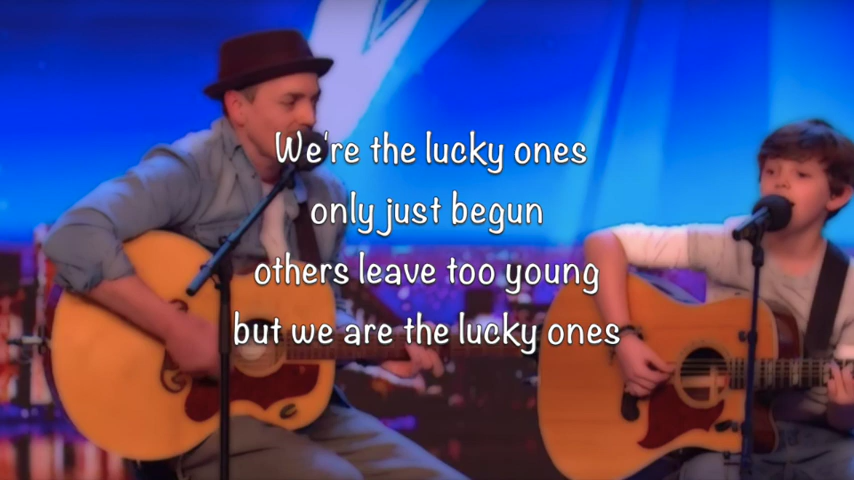 We're the lucky ones
only just begun
others leave too young
but we are the lucky ones